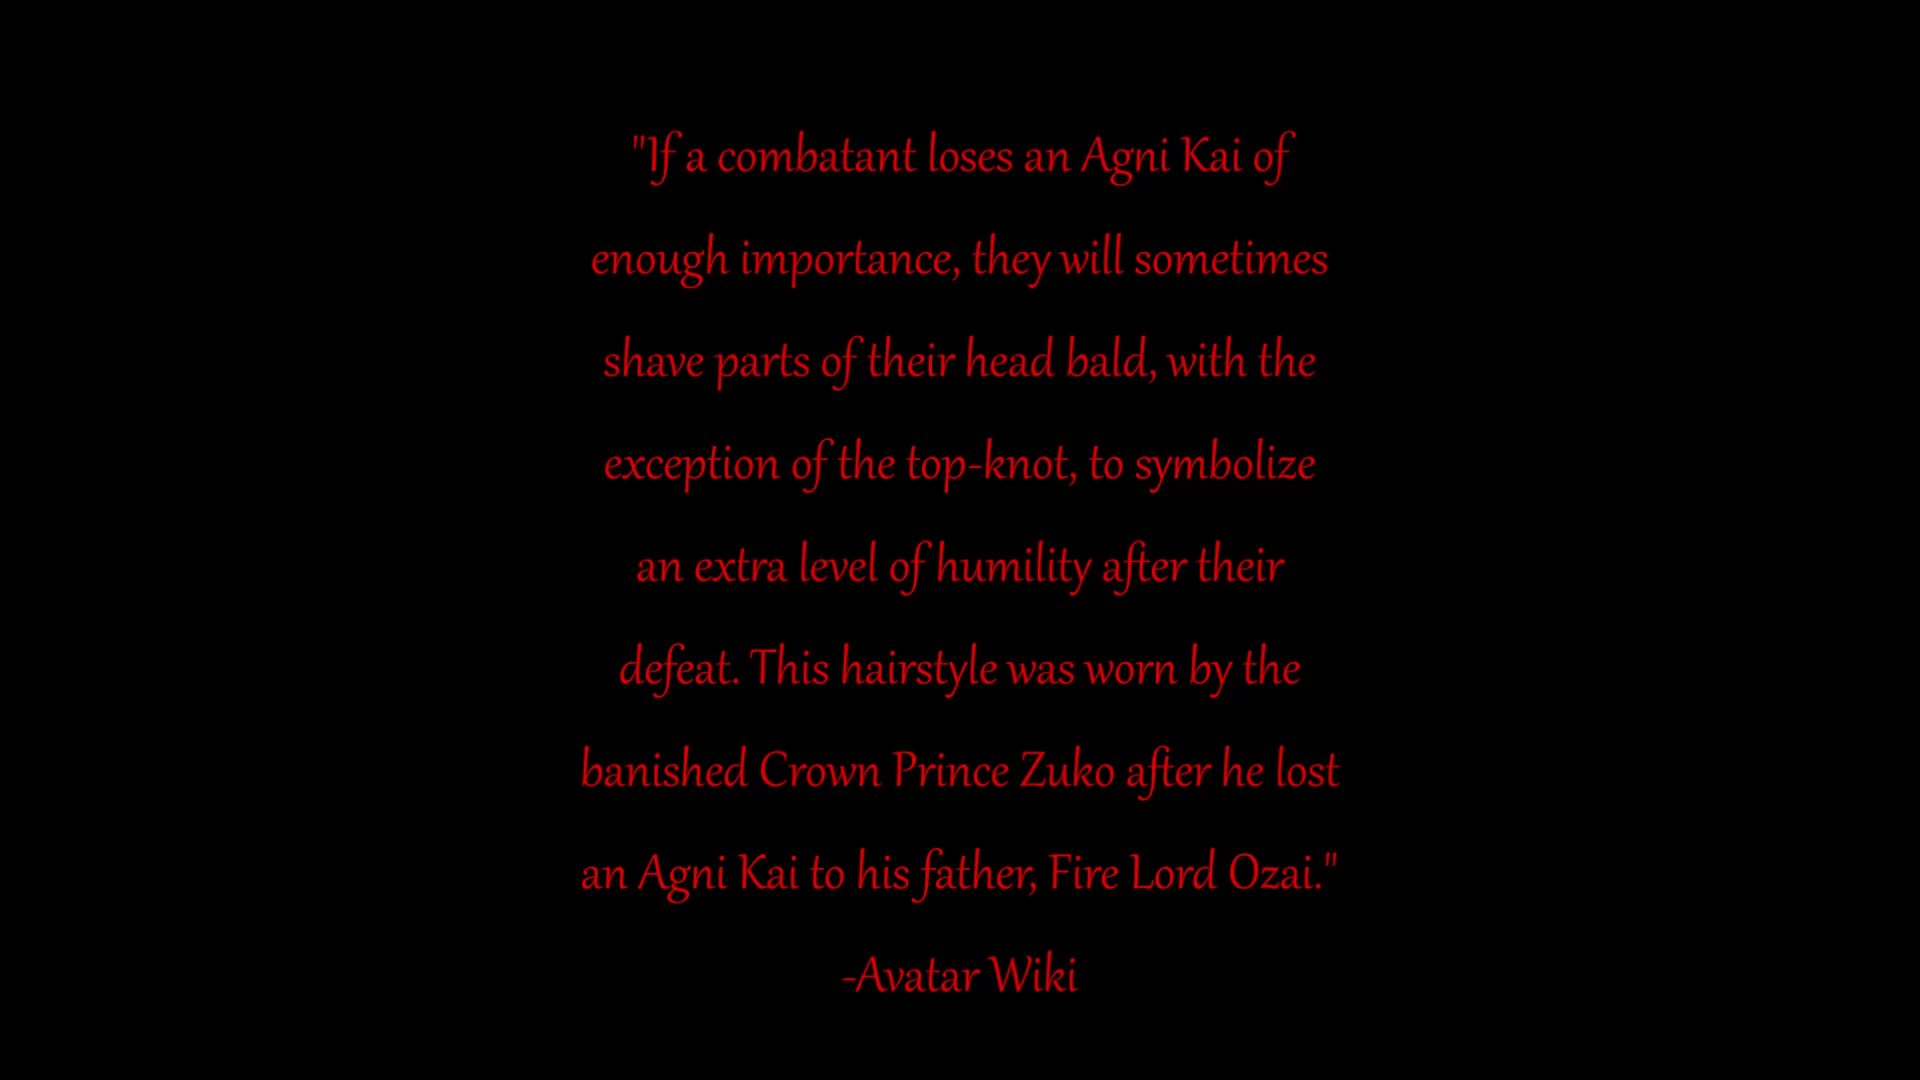 "If a combatant loses an Agni Kai of
enough importance, they will sometimes
shave parts of their head bald, with the
exception of the top-knot, to symbolize
an extra level of humility after their
defeat. This hairstyle was worn by the
banished Crown Prince Zuko after he lost
an Agni Kai to his father, Fire Lord Ozai."
-Avatar Wiki